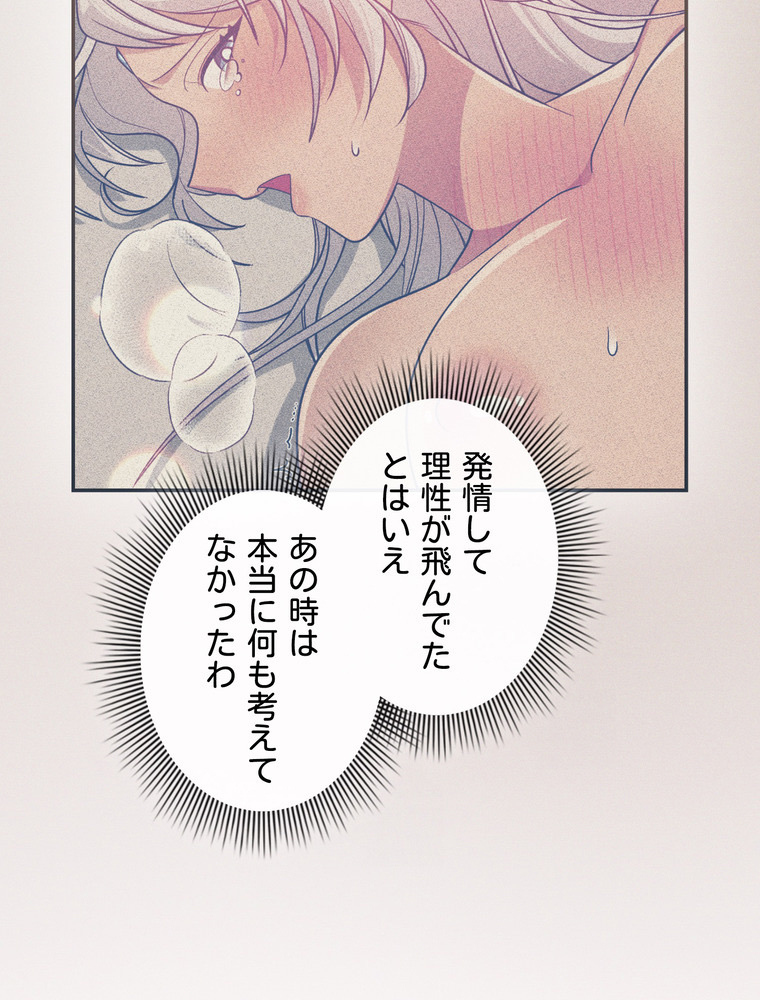 発情して
理性が飛んでた
とはいえ
あの時は
本当に何も考えて
なかったわ